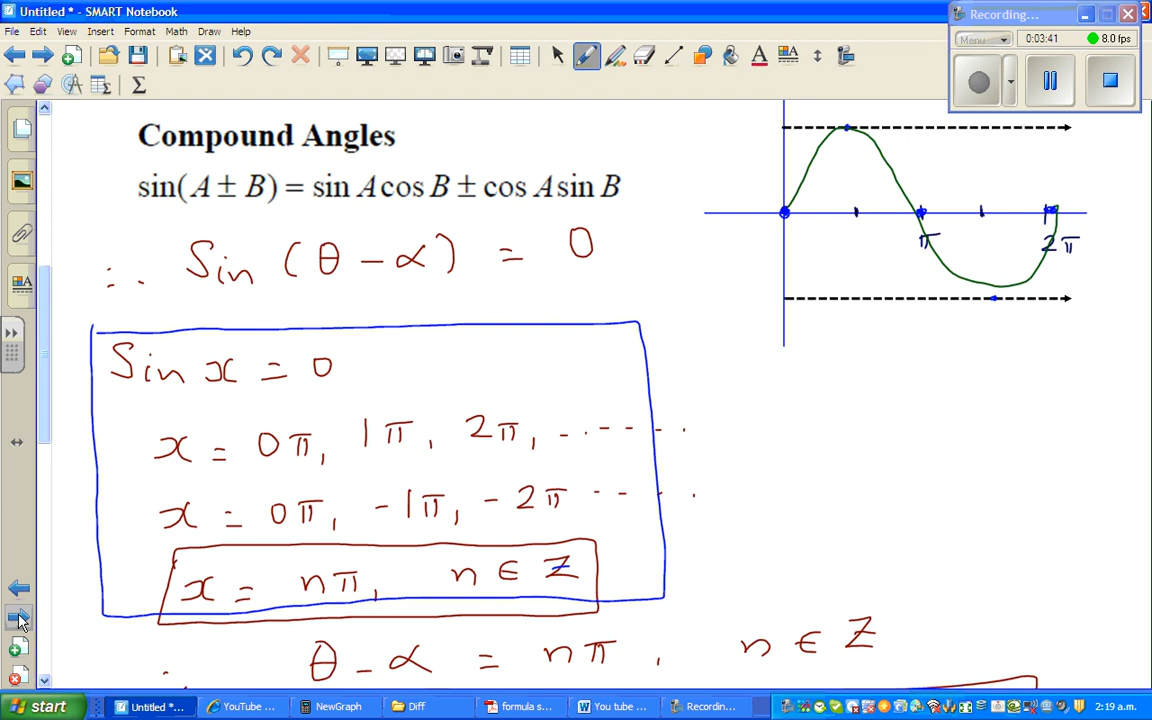 Untitled * - SMART Notebook
File Edit View Insert Format Math Draw Help
Recording...
Menu
0:03:41
8.0 fps
Compound Angles
sin(A ± B) = sin A cos B ± cos A sin B
∴ Sin (θ - α) = 0
π
2π
Sin x = 0
x = 0π, 1π, 2π, .......
x = 0π, -1π, -2π ......
x = nπ, n ∈ Z
∴ θ - α = nπ, n ∈ Z
start
Untitled *...
YouTube ...
NewGraph
Diff
formula s...
You tube ...
Recording...
2:19 a.m.